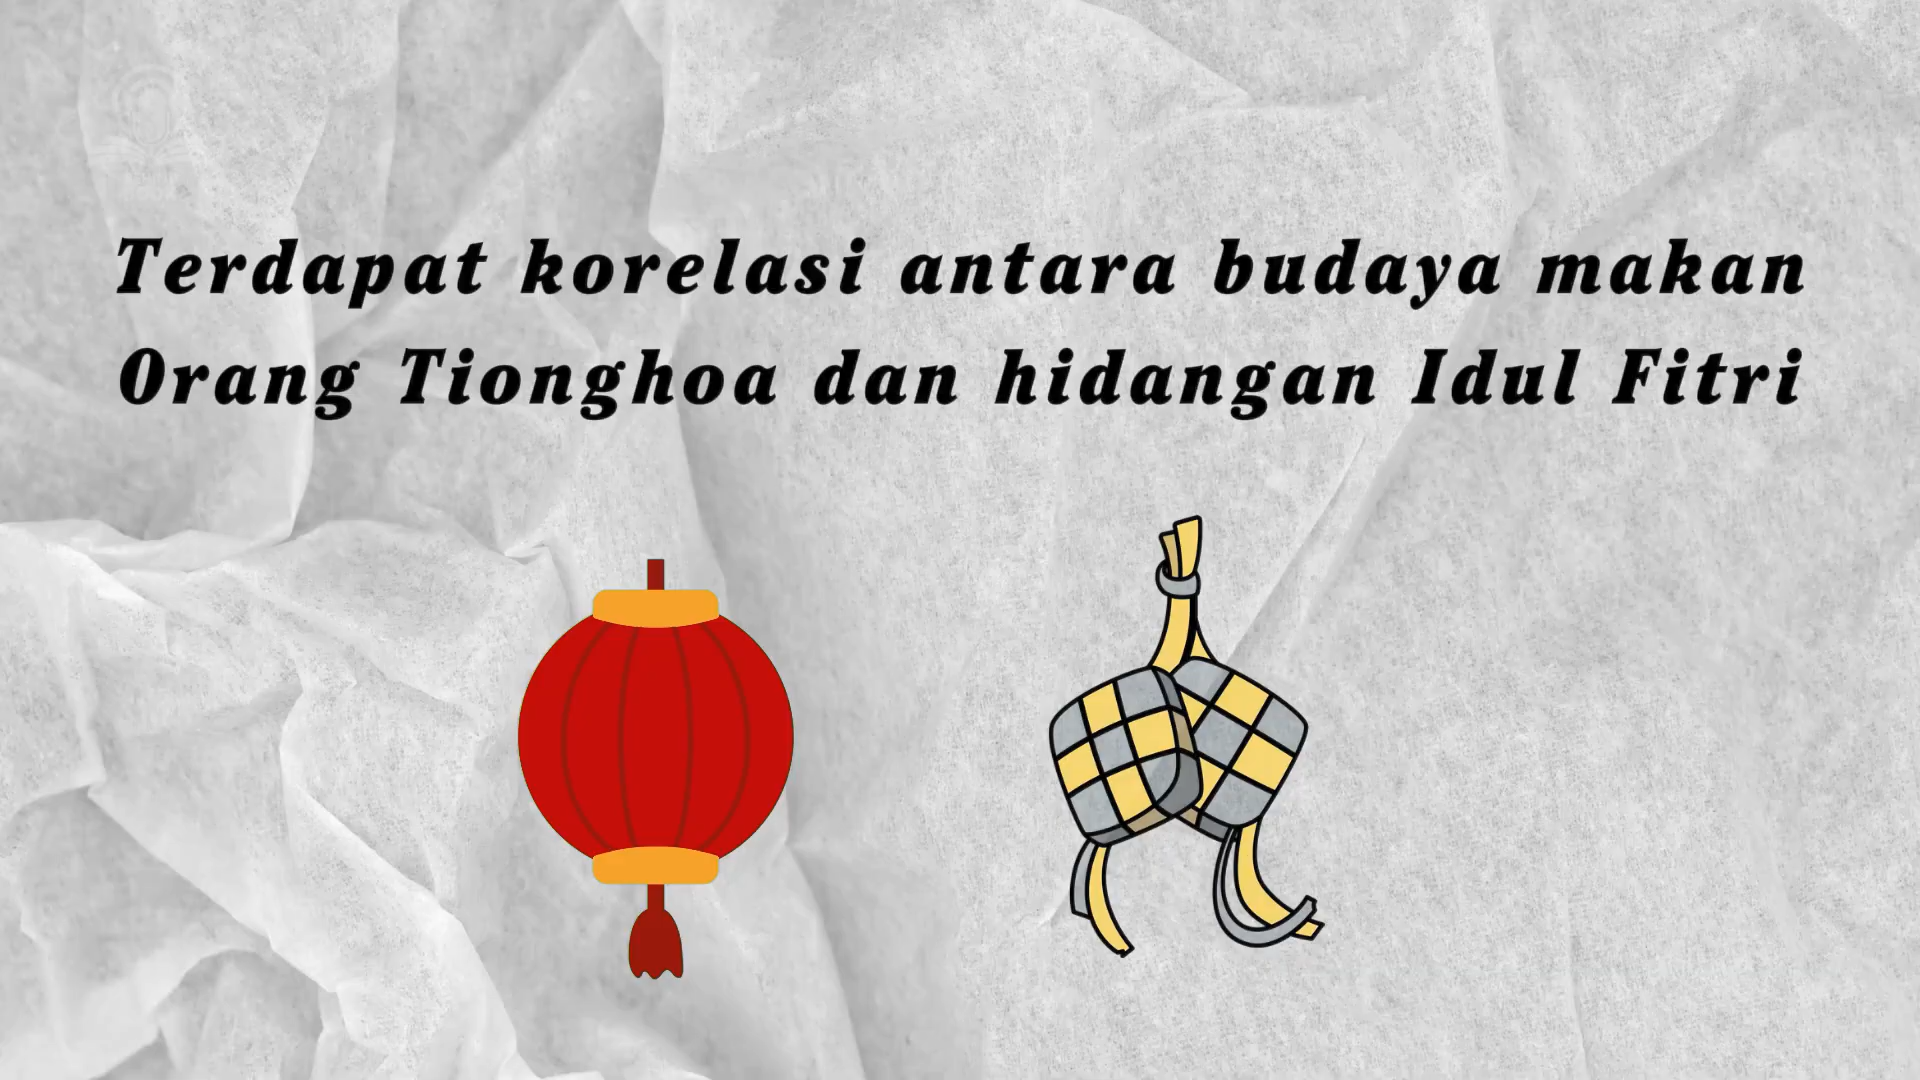 Terdapat korelasi antara budaya makan
Orang Tionghoa dan hidangan Idul Fitri